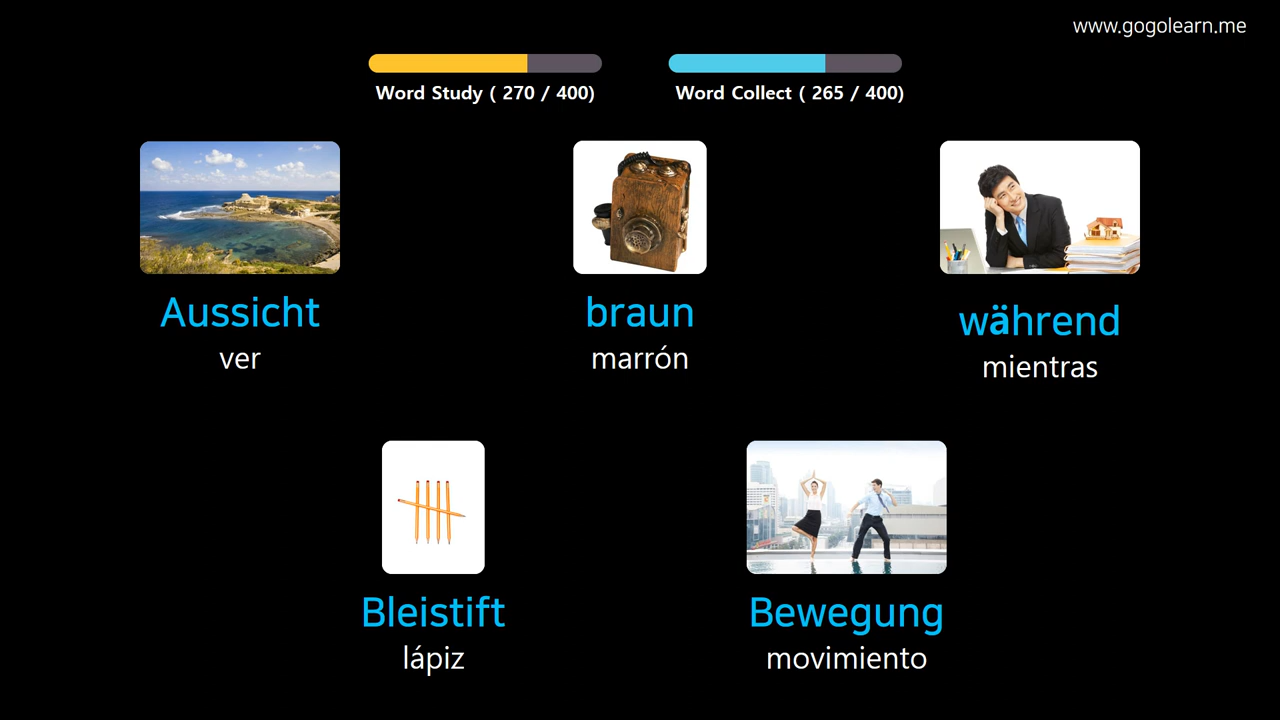 www.gogolearn.me
Word Study ( 270 / 400)
Word Collect ( 265 / 400)
Aussicht
ver
braun
marrón
während
mientras
Bleistift
lápiz
Bewegung
movimiento